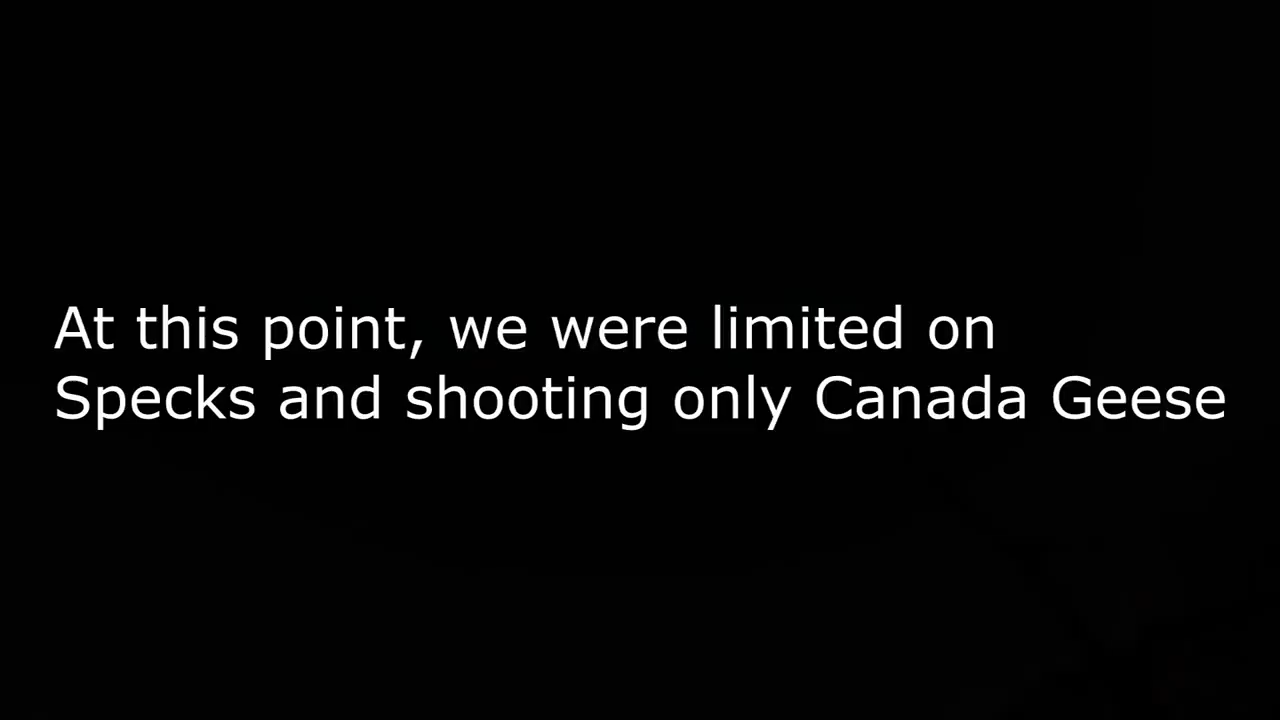 At this point, we were limited on
Specks and shooting only Canada Geese